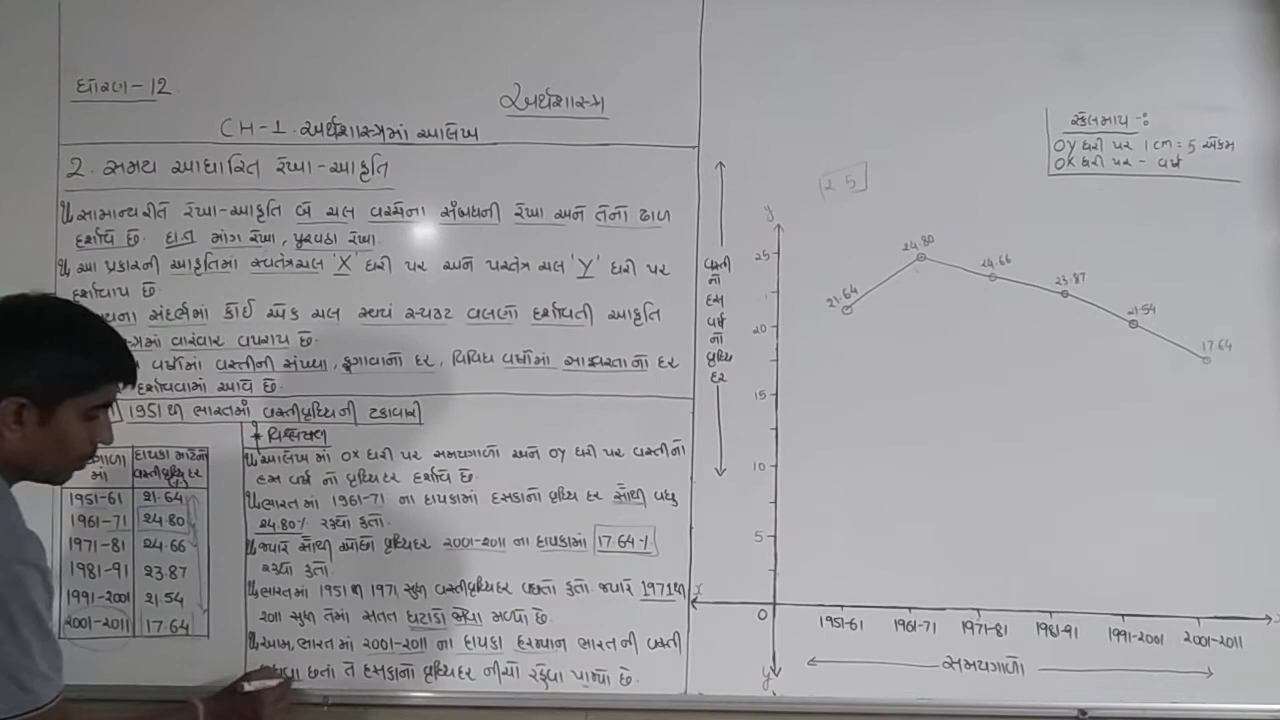 ધોરણ-12
અર્થશાસ્ત્ર
CH-1. અર્થશાસ્ત્રમાં આલેખ
2. સમય આધારિત રેખા-આકૃતિ
સામાન્ય રીતે રેખા-આકૃતિ બે ચલ વચ્ચેના સંબંધની રેખા અને તેનો ઢાળ
દર્શાવે છે. દા.ત માંગ રેખા, પુરવઠા રેખા.
આ પ્રકારની આકૃતિમાં સ્વતંત્રચલ 'X' ધરી પર અને પરતંત્ર ચલ 'Y' ધરી પર
દર્શાવાય છે
સંદર્ભમાં કોઈ એક ચલ સ્પષ્ટ વલણો દર્શાવતી આકૃતિ
વારંવાર વપરાય છે.
વર્ષોમાં વસ્તીની સંખ્યા, ફુગાવાનો દર, વિવિધ વર્ષોમાં સાક્ષરતાનો દર
દર્શાવવામાં આવે છે.
1951 થી ભારતમાં વસ્તીવૃદ્ધિની ટકાવારી
દાયકા માટેનો
માં વસ્તીવૃદ્ધિ દર (%)
1951-61 21.64
1961-71 24.80
1971-81 24.66
1981-91 23.87
1991-2001 21.54
2001-2011 17.64
* વિશ્લેષણ
આલેખ માં OX ધરી પર સમયગાળો અને OY ધરી પર વસ્તીનો
દસ વર્ષ નો વૃદ્ધિદર દર્શાવે છે.
ભારત માં 1961-71 ના દાયકામાં દસકાનો વૃદ્ધિ દર સૌથી વધુ
24.80% રહ્યો હતો.
જ્યારે સૌથી ઓછો વૃદ્ધિદર 2001-2011 ના દાયકામાં 17.64%
રહ્યો હતો.
ભારતમાં 1951 થી 1971 સુધી વસ્તીવૃદ્ધિદર વધતો હતો. જ્યારે 1971થી
2011 સુધી તેમાં સતત ઘટાડો જોવા મળ્યો છે.
આમ, ભારત માં 2001-2011 ના દાયકા દરમ્યાન ભારત ની વસ્તી
છતાં તે દસકાનો વૃદ્ધિદર નીચો રહેવા પામ્યો છે.
સ્કેલમાપ :-
OY ધરી પર 1 cm = 5 એકમ
OX ધરી પર - વર્ષ
25
વસ્તી
નો
દસ
વર્ષ
નો
વૃદ્ધિ
દર
y
25
20
15
10
5
0
21.64
24.80
24.66
23.87
21.54
17.64
x
x
1951-61 1961-71 1971-81 1981-91 1991-2001 2001-2011
સમયગાળો
y